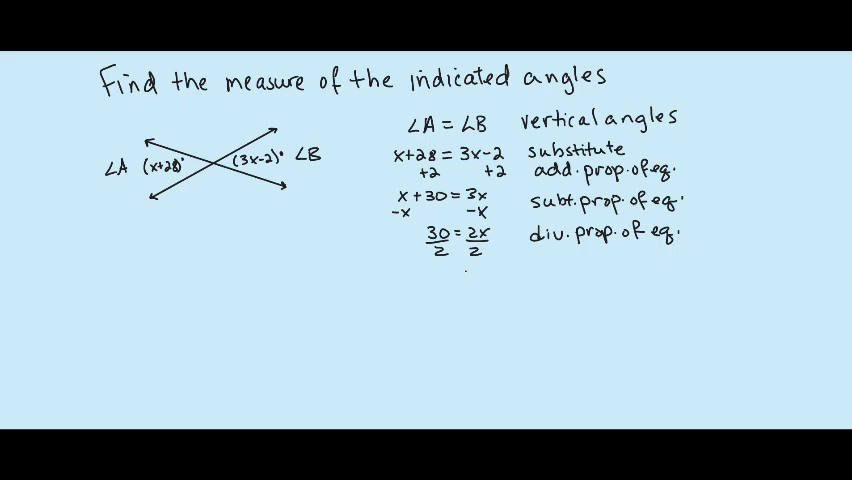 Find the measure of the indicated angles
∠A (x+28)° (3x-2)° ∠B
∠A = ∠B vertical angles
x+28 = 3x-2 substitute
+2 +2 add. prop. of eq.
x + 30 = 3x subt. prop. of eq.
-x -x
30 = 2x div. prop. of eq.
2 2